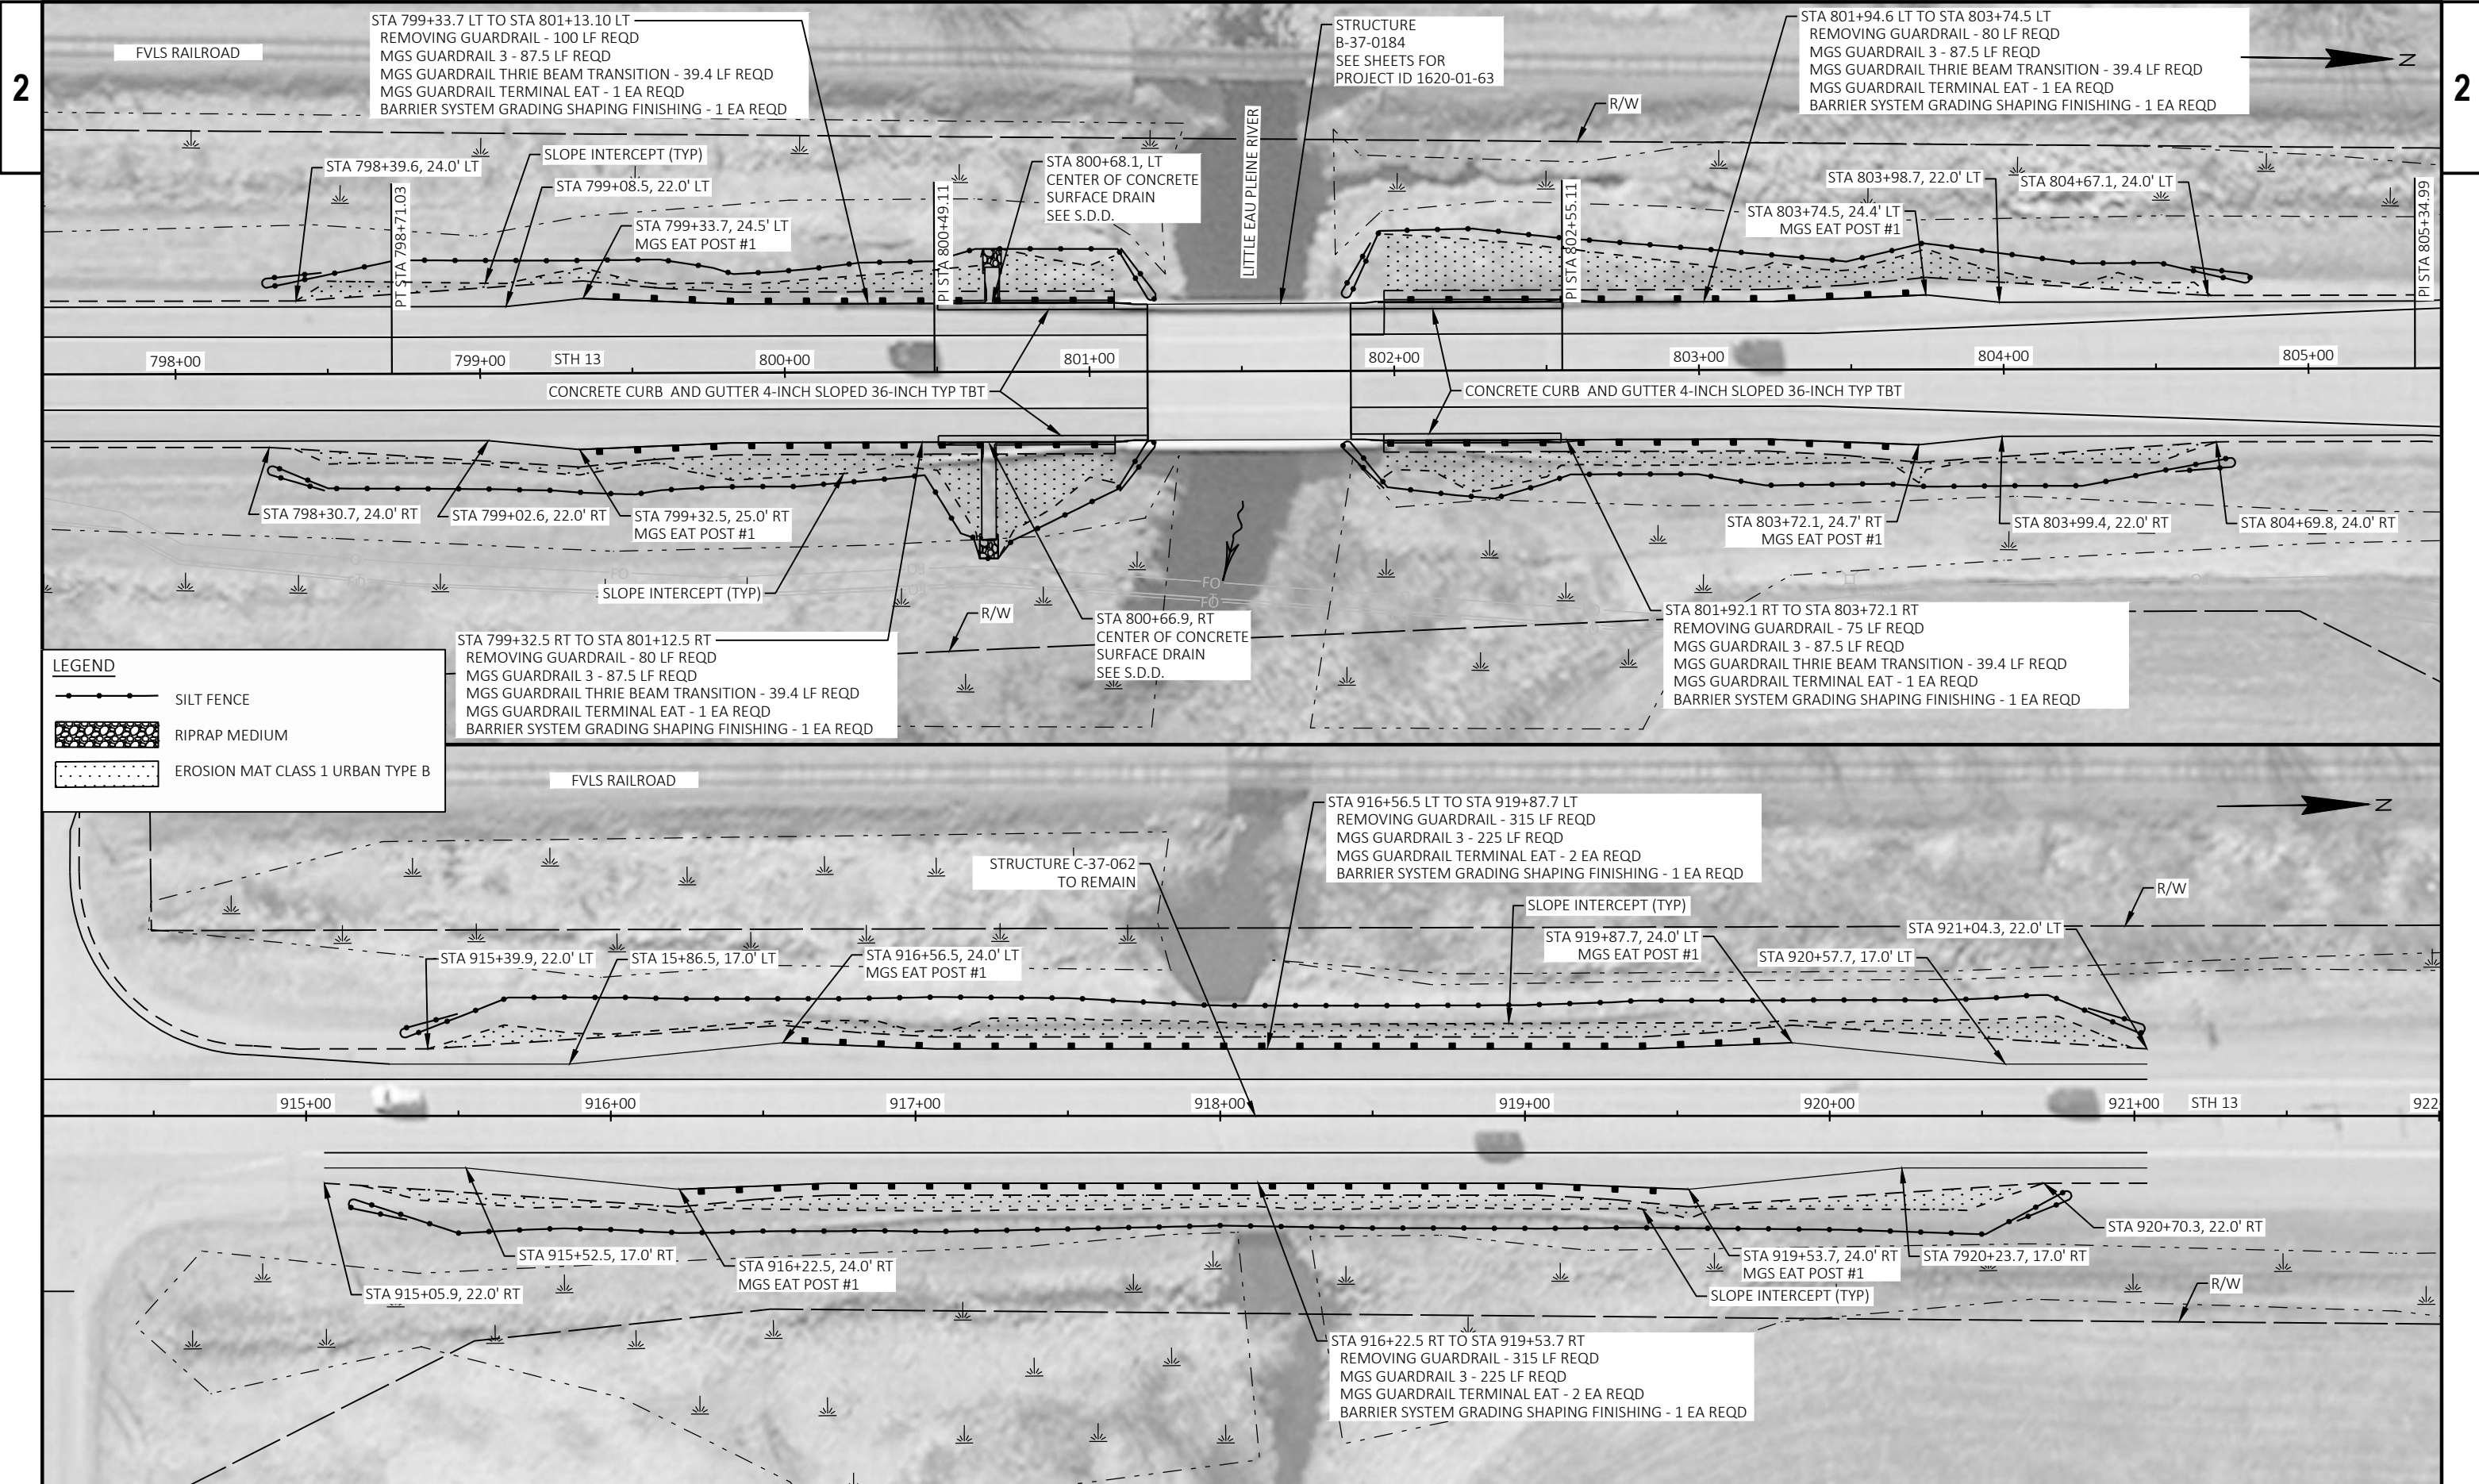 2
2
FVLS RAILROAD
STA 799+33.7 LT TO STA 801+13.10 LT
REMOVING GUARDRAIL - 100 LF REQD
MGS GUARDRAIL 3 - 87.5 LF REQD
MGS GUARDRAIL THRIE BEAM TRANSITION - 39.4 LF REQD
MGS GUARDRAIL TERMINAL EAT - 1 EA REQD
BARRIER SYSTEM GRADING SHAPING FINISHING - 1 EA REQD
STRUCTURE
B-37-0184
SEE SHEETS FOR
PROJECT ID 1620-01-63
STA 801+94.6 LT TO STA 803+74.5 LT
REMOVING GUARDRAIL - 80 LF REQD
MGS GUARDRAIL 3 - 87.5 LF REQD
MGS GUARDRAIL THRIE BEAM TRANSITION - 39.4 LF REQD
MGS GUARDRAIL TERMINAL EAT - 1 EA REQD
BARRIER SYSTEM GRADING SHAPING FINISHING - 1 EA REQD
N
R/W
LITTLE EAU PLEINE RIVER
STA 798+39.6, 24.0' LT
SLOPE INTERCEPT (TYP)
STA 799+08.5, 22.0' LT
STA 799+33.7, 24.5' LT
MGS EAT POST #1
STA 800+68.1, LT
CENTER OF CONCRETE
SURFACE DRAIN
SEE S.D.D.
STA 803+98.7, 22.0' LT
STA 804+67.1, 24.0' LT
STA 803+74.5, 24.4' LT
MGS EAT POST #1
PT STA 798+71.03
PI STA 800+49.11
PI STA 802+55.11
PI STA 805+34.99
798+00
799+00
STH 13
800+00
801+00
802+00
803+00
804+00
805+00
CONCRETE CURB AND GUTTER 4-INCH SLOPED 36-INCH TYP TBT
CONCRETE CURB AND GUTTER 4-INCH SLOPED 36-INCH TYP TBT
STA 798+30.7, 24.0' RT
STA 799+02.6, 22.0' RT
STA 799+32.5, 25.0' RT
MGS EAT POST #1
STA 803+72.1, 24.7' RT
MGS EAT POST #1
STA 803+99.4, 22.0' RT
STA 804+69.8, 24.0' RT
FO
FO
FO
FO
SLOPE INTERCEPT (TYP)
R/W
STA 800+66.9, RT
CENTER OF CONCRETE
SURFACE DRAIN
SEE S.D.D.
STA 799+32.5 RT TO STA 801+12.5 RT
REMOVING GUARDRAIL - 80 LF REQD
MGS GUARDRAIL 3 - 87.5 LF REQD
MGS GUARDRAIL THRIE BEAM TRANSITION - 39.4 LF REQD
MGS GUARDRAIL TERMINAL EAT - 1 EA REQD
BARRIER SYSTEM GRADING SHAPING FINISHING - 1 EA REQD
STA 801+92.1 RT TO STA 803+72.1 RT
REMOVING GUARDRAIL - 75 LF REQD
MGS GUARDRAIL 3 - 87.5 LF REQD
MGS GUARDRAIL THRIE BEAM TRANSITION - 39.4 LF REQD
MGS GUARDRAIL TERMINAL EAT - 1 EA REQD
BARRIER SYSTEM GRADING SHAPING FINISHING - 1 EA REQD
LEGEND
SILT FENCE
RIPRAP MEDIUM
EROSION MAT CLASS 1 URBAN TYPE B
FVLS RAILROAD
STA 916+56.5 LT TO STA 919+87.7 LT
REMOVING GUARDRAIL - 315 LF REQD
MGS GUARDRAIL 3 - 225 LF REQD
MGS GUARDRAIL TERMINAL EAT - 2 EA REQD
BARRIER SYSTEM GRADING SHAPING FINISHING - 1 EA REQD
N
STRUCTURE C-37-062
TO REMAIN
R/W
SLOPE INTERCEPT (TYP)
STA 915+39.9, 22.0' LT
STA 15+86.5, 17.0' LT
STA 916+56.5, 24.0' LT
MGS EAT POST #1
STA 919+87.7, 24.0' LT
MGS EAT POST #1
STA 920+57.7, 17.0' LT
STA 921+04.3, 22.0' LT
915+00
916+00
917+00
918+00
919+00
920+00
921+00
STH 13
922
STA 915+05.9, 22.0' RT
STA 915+52.5, 17.0' RT
STA 916+22.5, 24.0' RT
MGS EAT POST #1
STA 919+53.7, 24.0' RT
MGS EAT POST #1
STA 7920+23.7, 17.0' RT
STA 920+70.3, 22.0' RT
SLOPE INTERCEPT (TYP)
R/W
STA 916+22.5 RT TO STA 919+53.7 RT
REMOVING GUARDRAIL - 315 LF REQD
MGS GUARDRAIL 3 - 225 LF REQD
MGS GUARDRAIL TERMINAL EAT - 2 EA REQD
BARRIER SYSTEM GRADING SHAPING FINISHING - 1 EA REQD